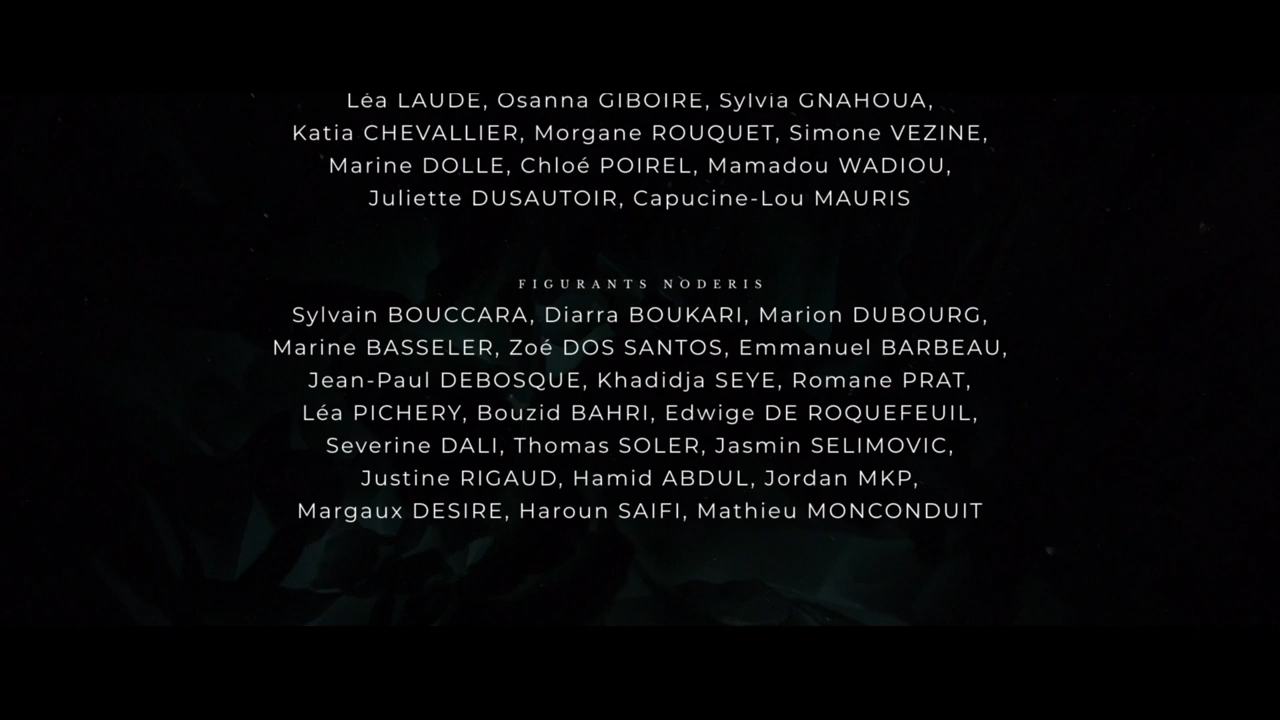 Léa LAUDE, Osanna GIBOIRE, Sylvia GNAHOUA,
Katia CHEVALLIER, Morgane ROUQUET, Simone VEZINE,
Marine DOLLE, Chloé POIREL, Mamadou WADIOU,
Juliette DUSAUTOIR, Capucine-Lou MAURIS
FIGURANTS NODERIS
Sylvain BOUCCARA, Diarra BOUKARI, Marion DUBOURG,
Marine BASSELER, Zoé DOS SANTOS, Emmanuel BARBEAU,
Jean-Paul DEBOSQUE, Khadidja SEYE, Romane PRAT,
Léa PICHERY, Bouzid BAHRI, Edwige DE ROQUEFEUIL,
Severine DALI, Thomas SOLER, Jasmin SELIMOVIC,
Justine RIGAUD, Hamid ABDUL, Jordan MKP,
Margaux DESIRE, Haroun SAIFI, Mathieu MONCONDUIT